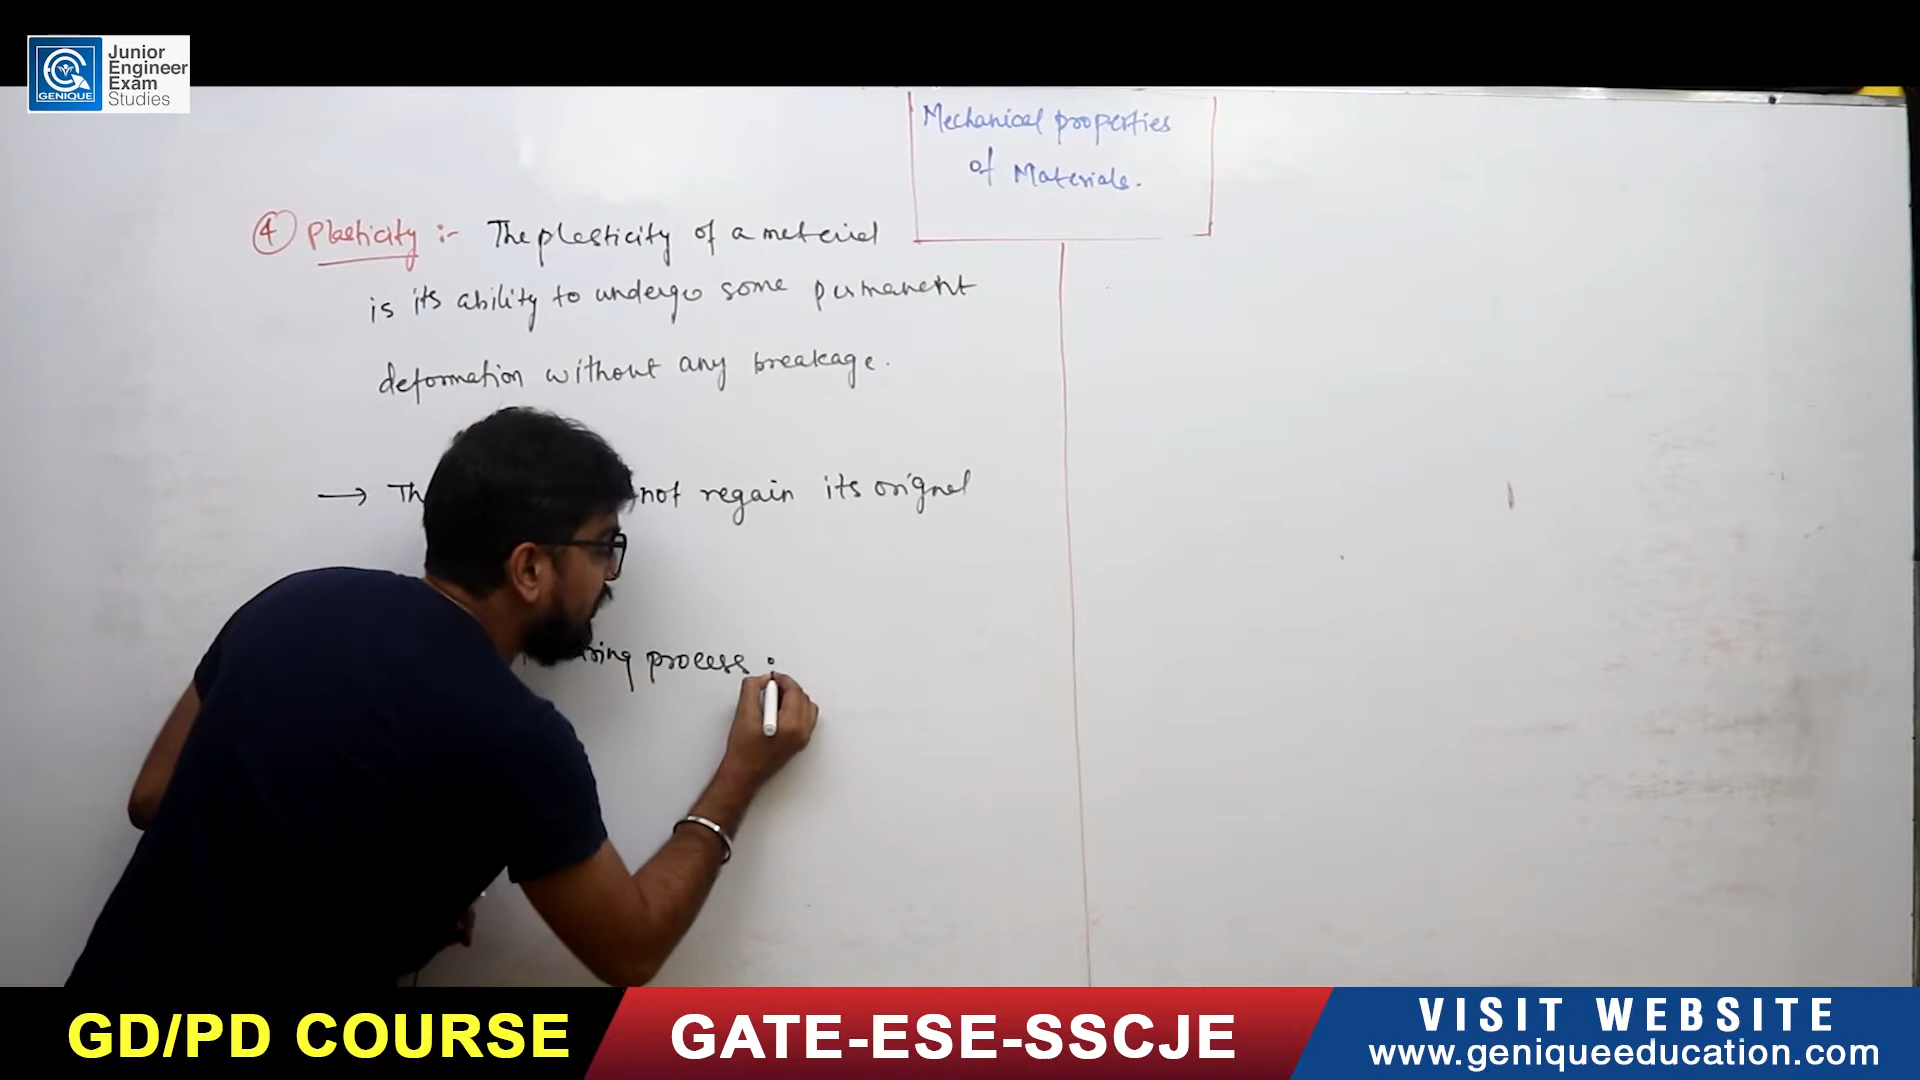 Junior
Engineer
Exam
Studies
GENIQUE
Mechanical properties
of Materials.
④ Plasticity :- The plasticity of a material
is its ability to undergo some permanent
deformation without any breakage.
→ Th not regain its orignal
process :
GD/PD COURSE
GATE-ESE-SSCJE
VISIT WEBSITE
www.geniqueeducation.com